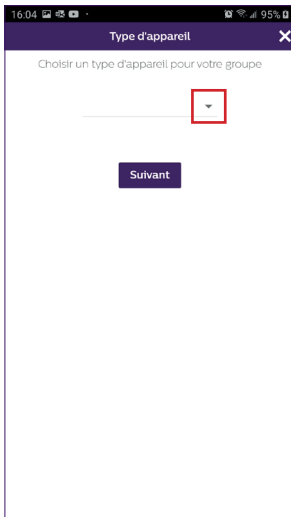 16:04 95%
Type d'appareil
Choisir un type d'appareil pour votre groupe
Suivant